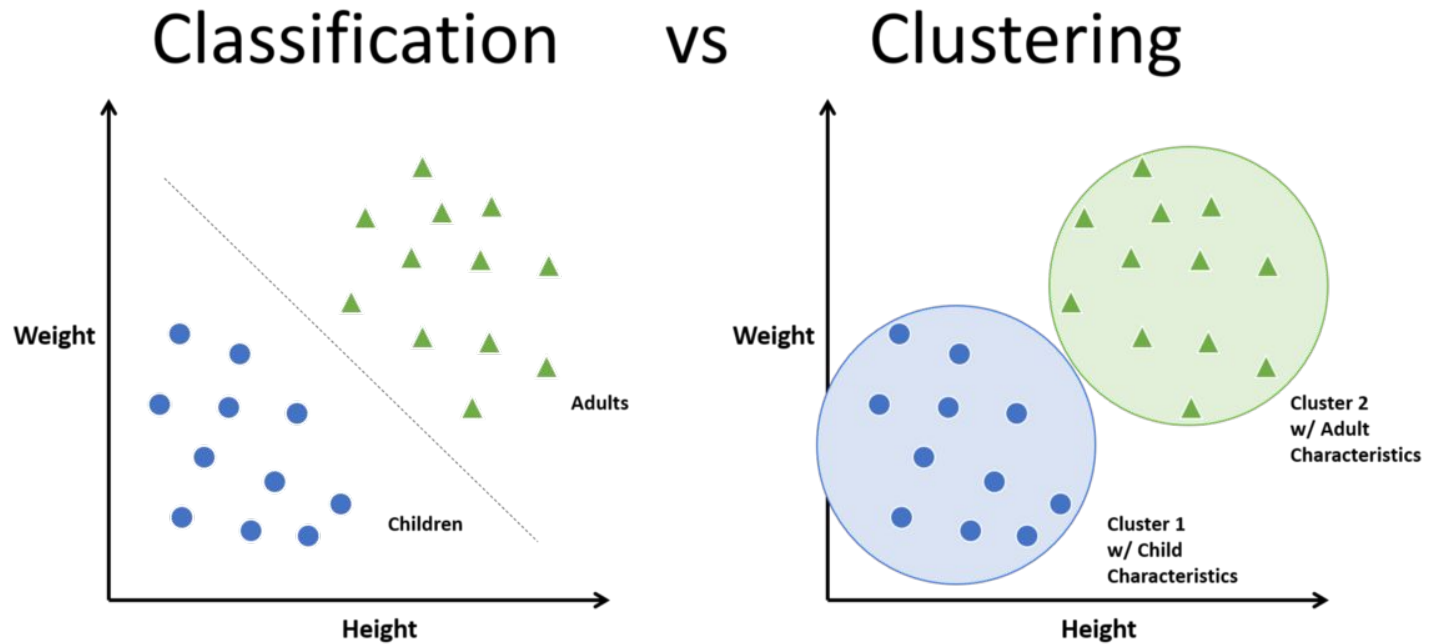 Classification vs Clustering
Weight
Adults
Children
Height
Weight
Cluster 2
w/ Adult
Characteristics
Cluster 1
w/ Child
Characteristics
Height